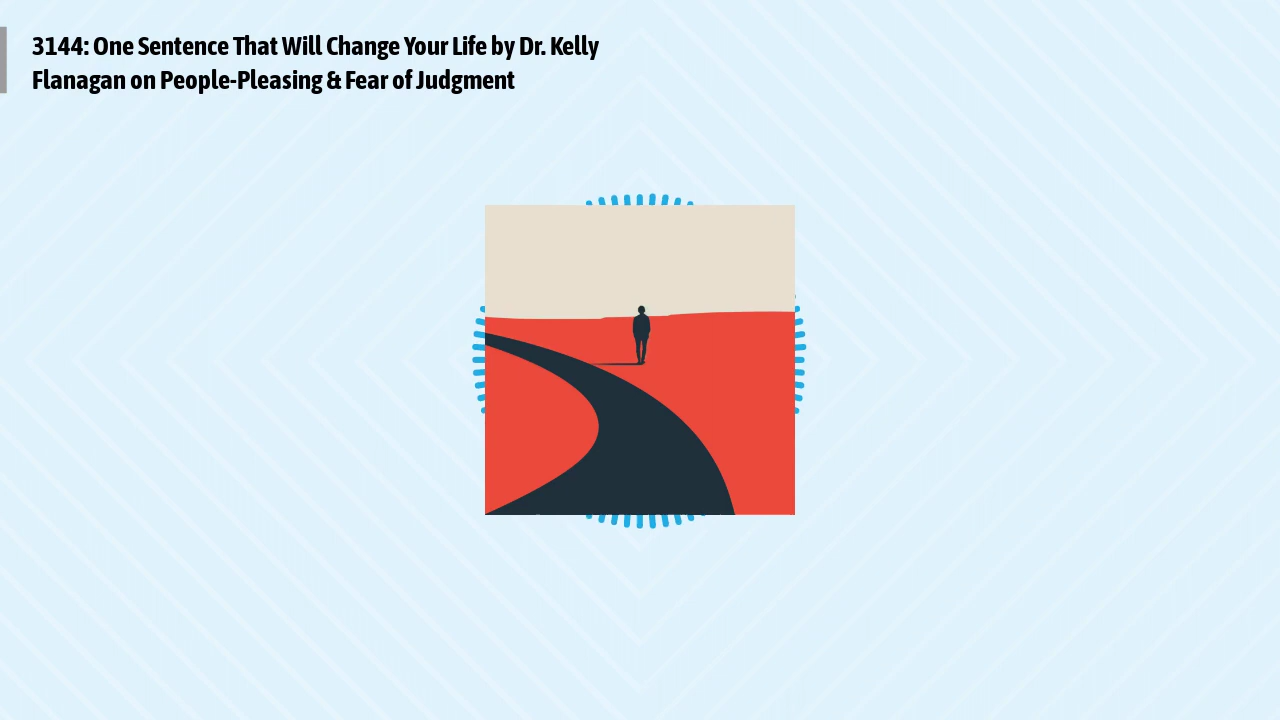 3144: One Sentence That Will Change Your Life by Dr. Kelly
Flanagan on People-Pleasing & Fear of Judgment